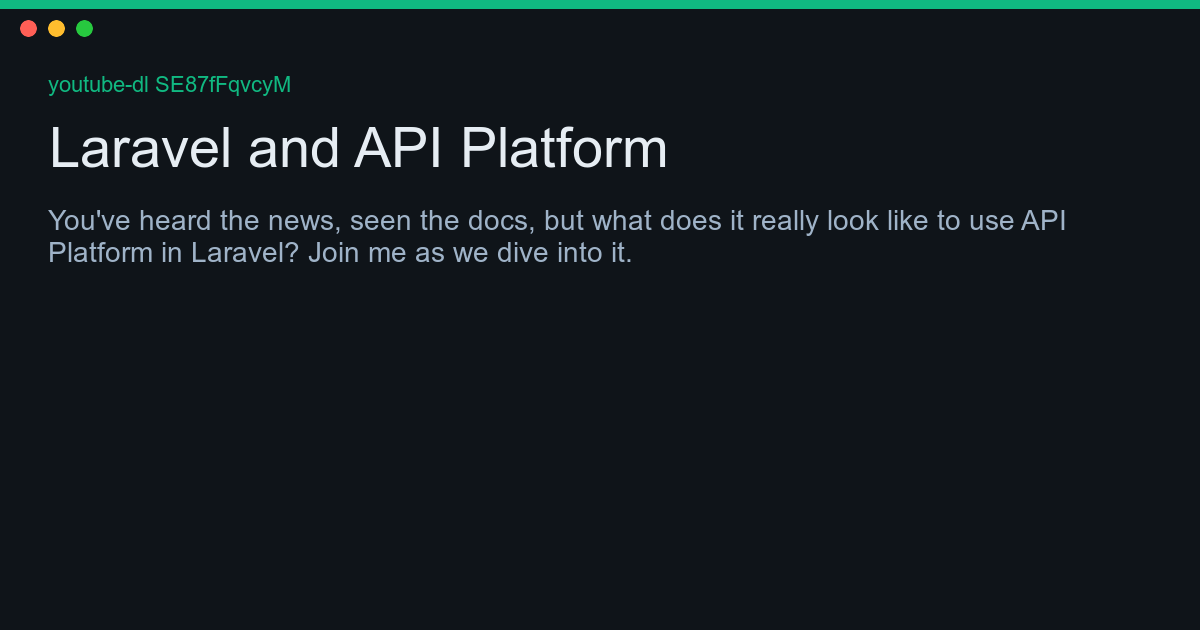 youtube-dl SE87fFqvcyM
Laravel and API Platform
You've heard the news, seen the docs, but what does it really look like to use API
Platform in Laravel? Join me as we dive into it.